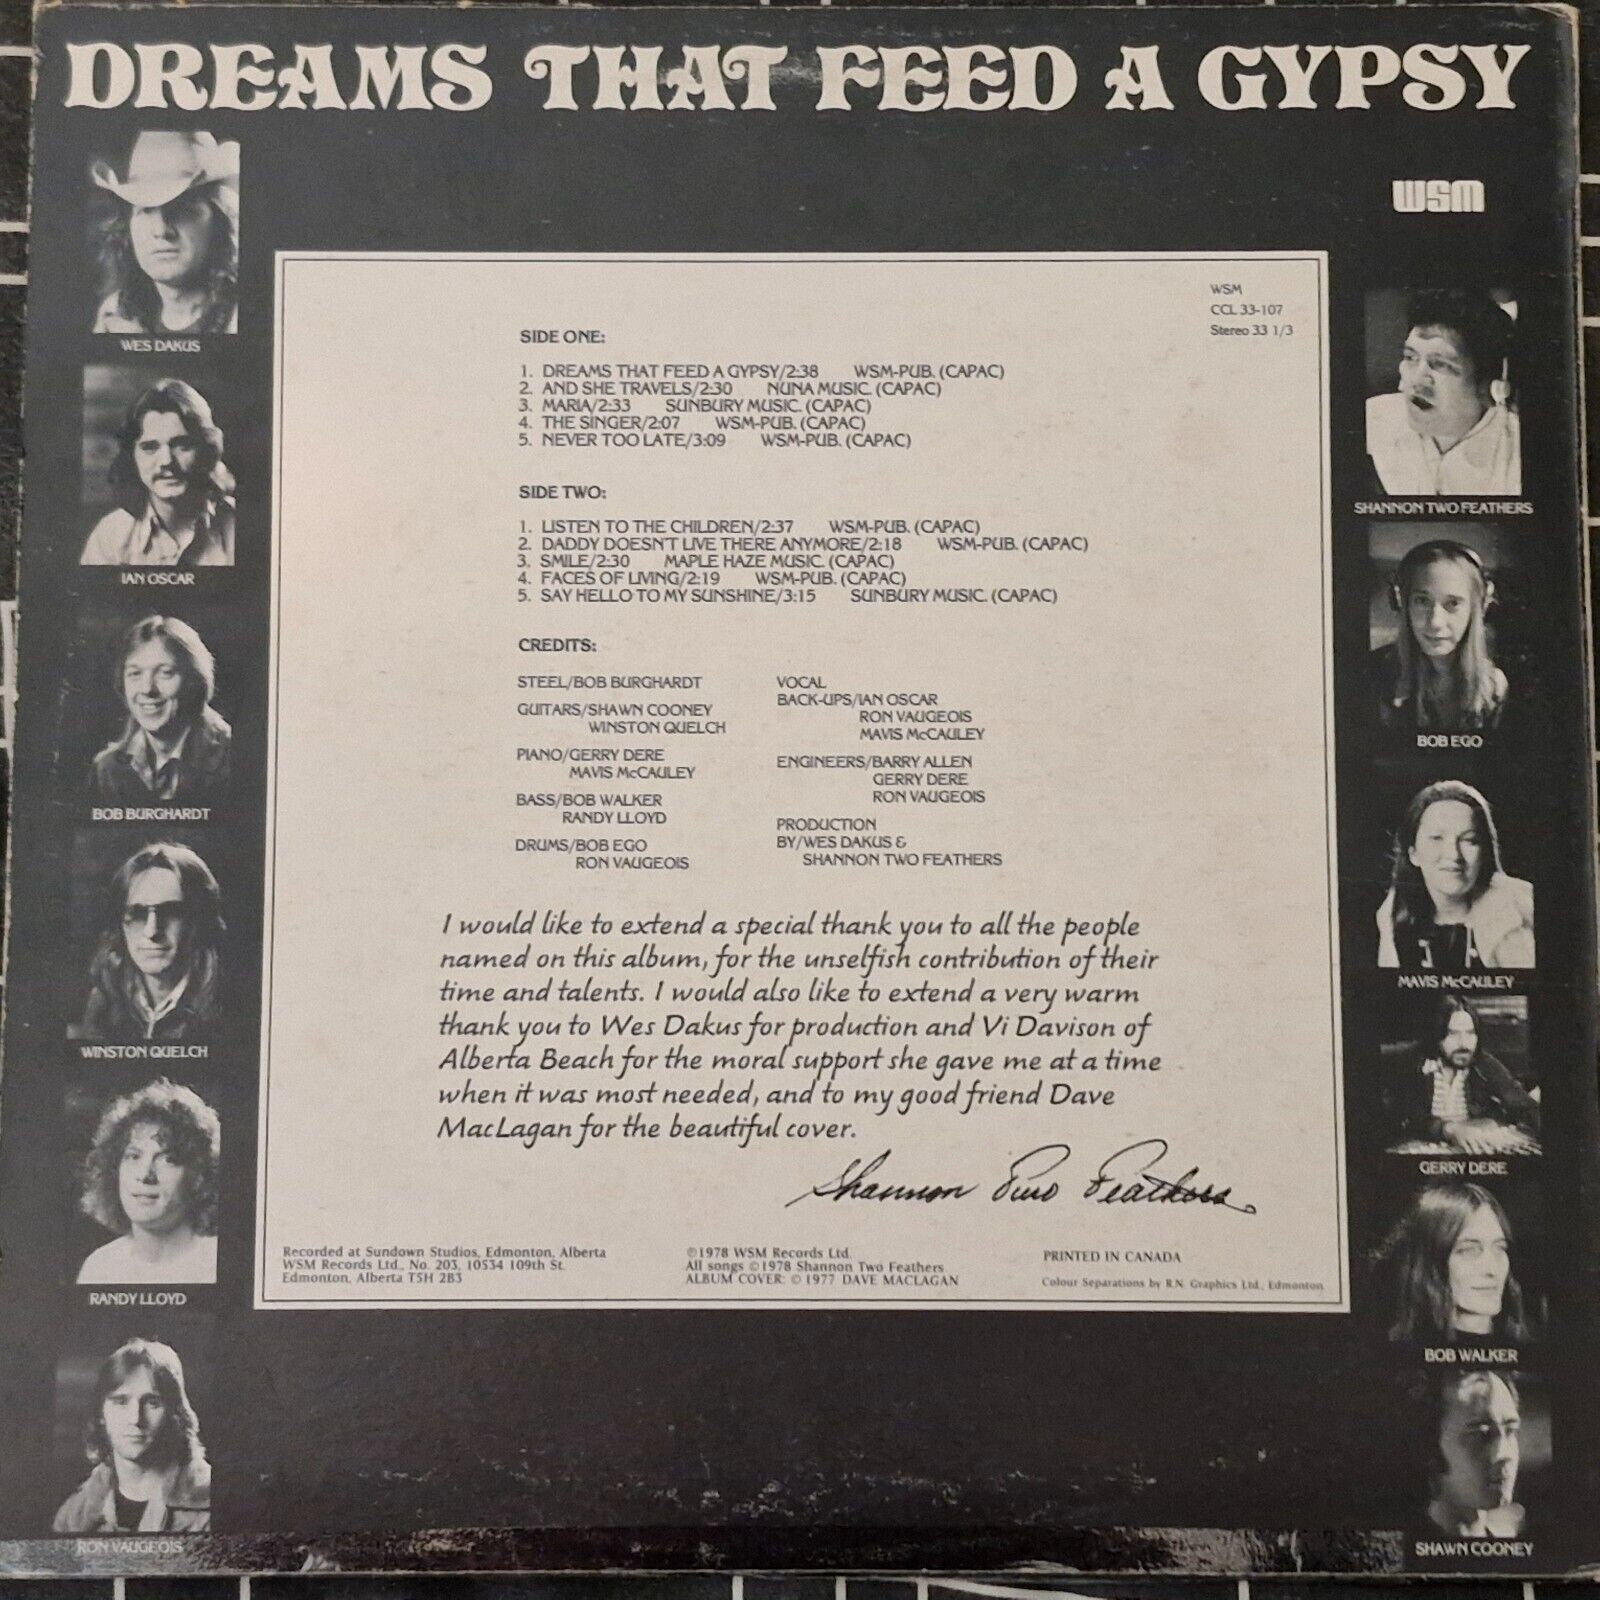 DREAMS THAT FEED A GYPSY
WSM
WES DAKUS
IAN OSCAR
BOB BURGHARDT
WINSTON QUELCH
RANDY LLOYD
RON VAUGEOIS
WSM
CCL 33-107
Stereo 33 1/3
SIDE ONE:
1. DREAMS THAT FEED A GYPSY/2:38 WSM-PUB. (CAPAC)
2. AND SHE TRAVELS/2:30 NUNA MUSIC. (CAPAC)
3. MARIA/2:33 SUNBURY MUSIC. (CAPAC)
4. THE SINGER/2:07 WSM-PUB. (CAPAC)
5. NEVER TOO LATE/3:09 WSM-PUB. (CAPAC)
SIDE TWO:
1. LISTEN TO THE CHILDREN/2:37 WSM-PUB. (CAPAC)
2. DADDY DOESN'T LIVE THERE ANYMORE/2:18 WSM-PUB. (CAPAC)
3. SMILE/2:30 MAPLE HAZE MUSIC. (CAPAC)
4. FACES OF LIVING/2:19 WSM-PUB. (CAPAC)
5. SAY HELLO TO MY SUNSHINE/3:15 SUNBURY MUSIC. (CAPAC)
CREDITS:
STEEL/BOB BURGHARDT
GUITARS/SHAWN COONEY
WINSTON QUELCH
PIANO/GERRY DERE
MAVIS McCAULEY
BASS/BOB WALKER
RANDY LLOYD
DRUMS/BOB EGO
RON VAUGEOIS
VOCAL
BACK-UPS/IAN OSCAR
RON VAUGEOIS
MAVIS McCAULEY
ENGINEERS/BARRY ALLEN
GERRY DERE
RON VAUGEOIS
PRODUCTION
BY/WES DAKUS &
SHANNON TWO FEATHERS
I would like to extend a special thank you to all the people
named on this album, for the unselfish contribution of their
time and talents. I would also like to extend a very warm
thank you to Wes Dakus for production and Vi Davison of
Alberta Beach for the moral support she gave me at a time
when it was most needed, and to my good friend Dave
MacLagan for the beautiful cover.
Shannon Two Feathers
Recorded at Sundown Studios, Edmonton, Alberta
WSM Records Ltd., No. 203, 10534 109th St.
Edmonton, Alberta T5H 2B3
℗1978 WSM Records Ltd.
All songs ©1978 Shannon Two Feathers
ALBUM COVER: © 1977 DAVE MACLAGAN
PRINTED IN CANADA
Colour Separations by R.N. Graphics Ltd., Edmonton
SHANNON TWO FEATHERS
BOB EGO
MAVIS McCAULEY
GERRY DERE
BOB WALKER
SHAWN COONEY